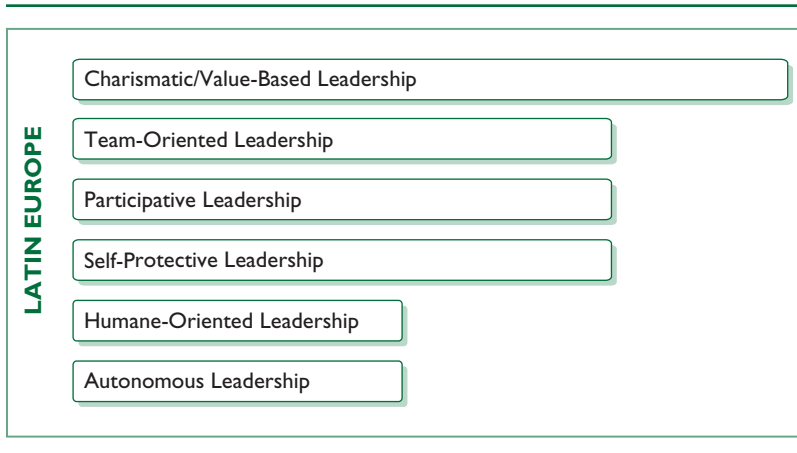 LATIN EUROPE
Charismatic/Value-Based Leadership
Team-Oriented Leadership
Participative Leadership
Self-Protective Leadership
Humane-Oriented Leadership
Autonomous Leadership